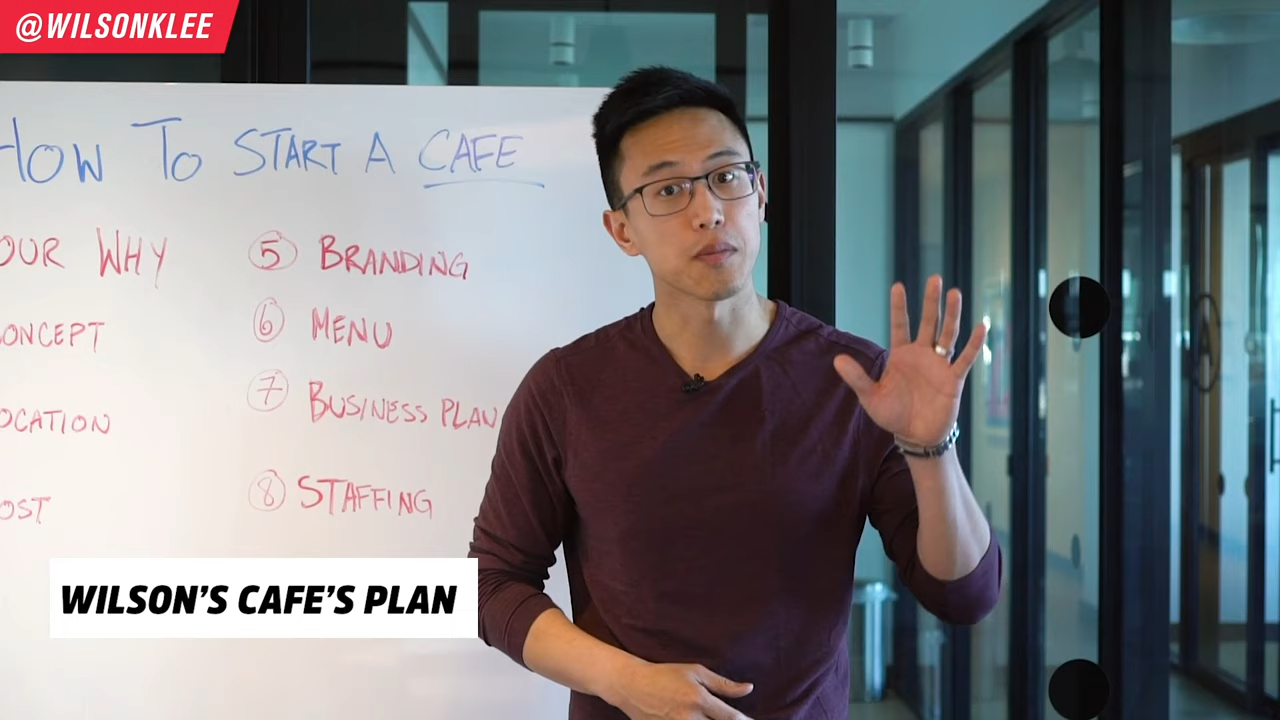 @WILSONKLEE
HOW TO START A CAFE
OUR WHY
ONCEPT
OCATION
OST
5 BRANDING
6 MENU
7 BUSINESS PLAN
8 STAFFING
WILSON'S CAFE'S PLAN